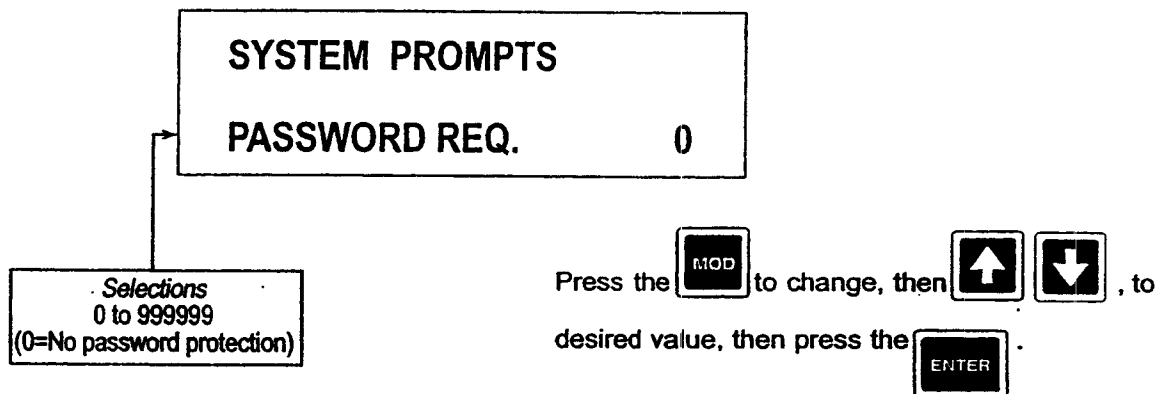 SYSTEM PROMPTS
PASSWORD REQ. 0
Selections
0 to 999999
(0=No password protection)
Press the MOD to change, then , to
desired value, then press the ENTER .